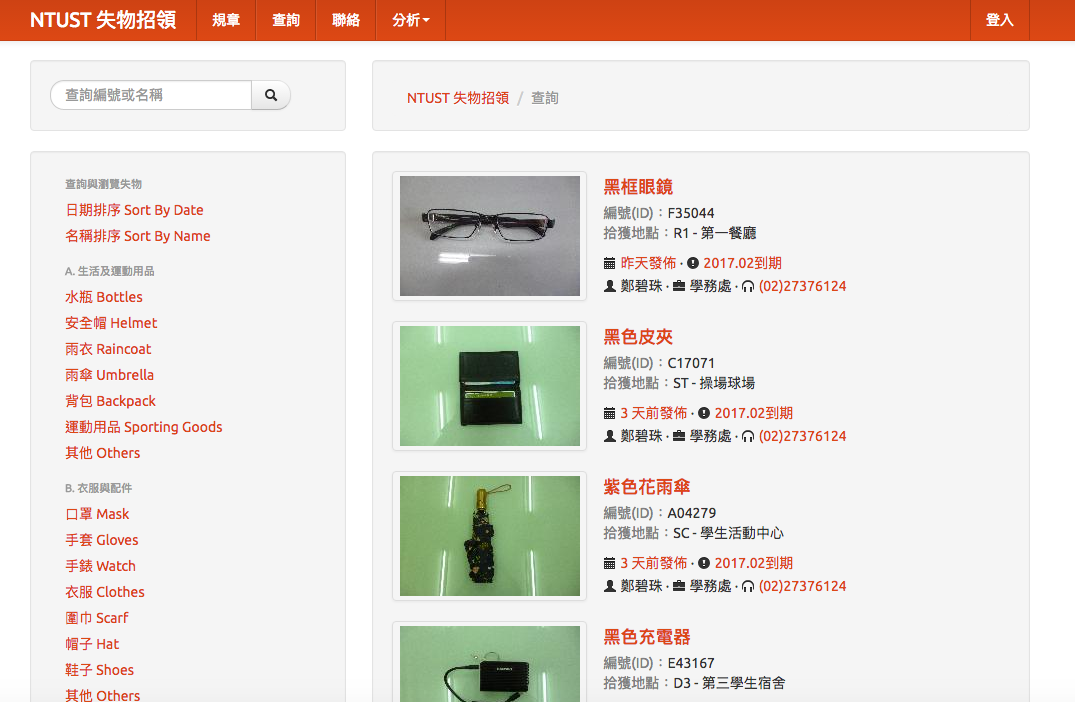 NTUST 失物招領 規章 查詢 聯絡 分析 登入
查詢編號或名稱
NTUST 失物招領 / 查詢
查詢與瀏覽失物
日期排序 Sort By Date
名稱排序 Sort By Name
A. 生活及運動用品
水瓶 Bottles
安全帽 Helmet
雨衣 Raincoat
雨傘 Umbrella
背包 Backpack
運動用品 Sporting Goods
其他 Others
B. 衣服與配件
口罩 Mask
手套 Gloves
手錶 Watch
衣服 Clothes
圍巾 Scarf
帽子 Hat
鞋子 Shoes
其他 Others
黑框眼鏡
編號(ID)：F35044
拾獲地點：R1 - 第一餐廳
昨天發佈 · 2017.02到期
鄭碧珠 · 學務處 · (02)27376124
黑色皮夾
編號(ID)：C17071
拾獲地點：ST - 操場球場
3 天前發佈 · 2017.02到期
鄭碧珠 · 學務處 · (02)27376124
紫色花雨傘
編號(ID)：A04279
拾獲地點：SC - 學生活動中心
3 天前發佈 · 2017.02到期
鄭碧珠 · 學務處 · (02)27376124
黑色充電器
編號(ID)：E43167
拾獲地點：D3 - 第三學生宿舍